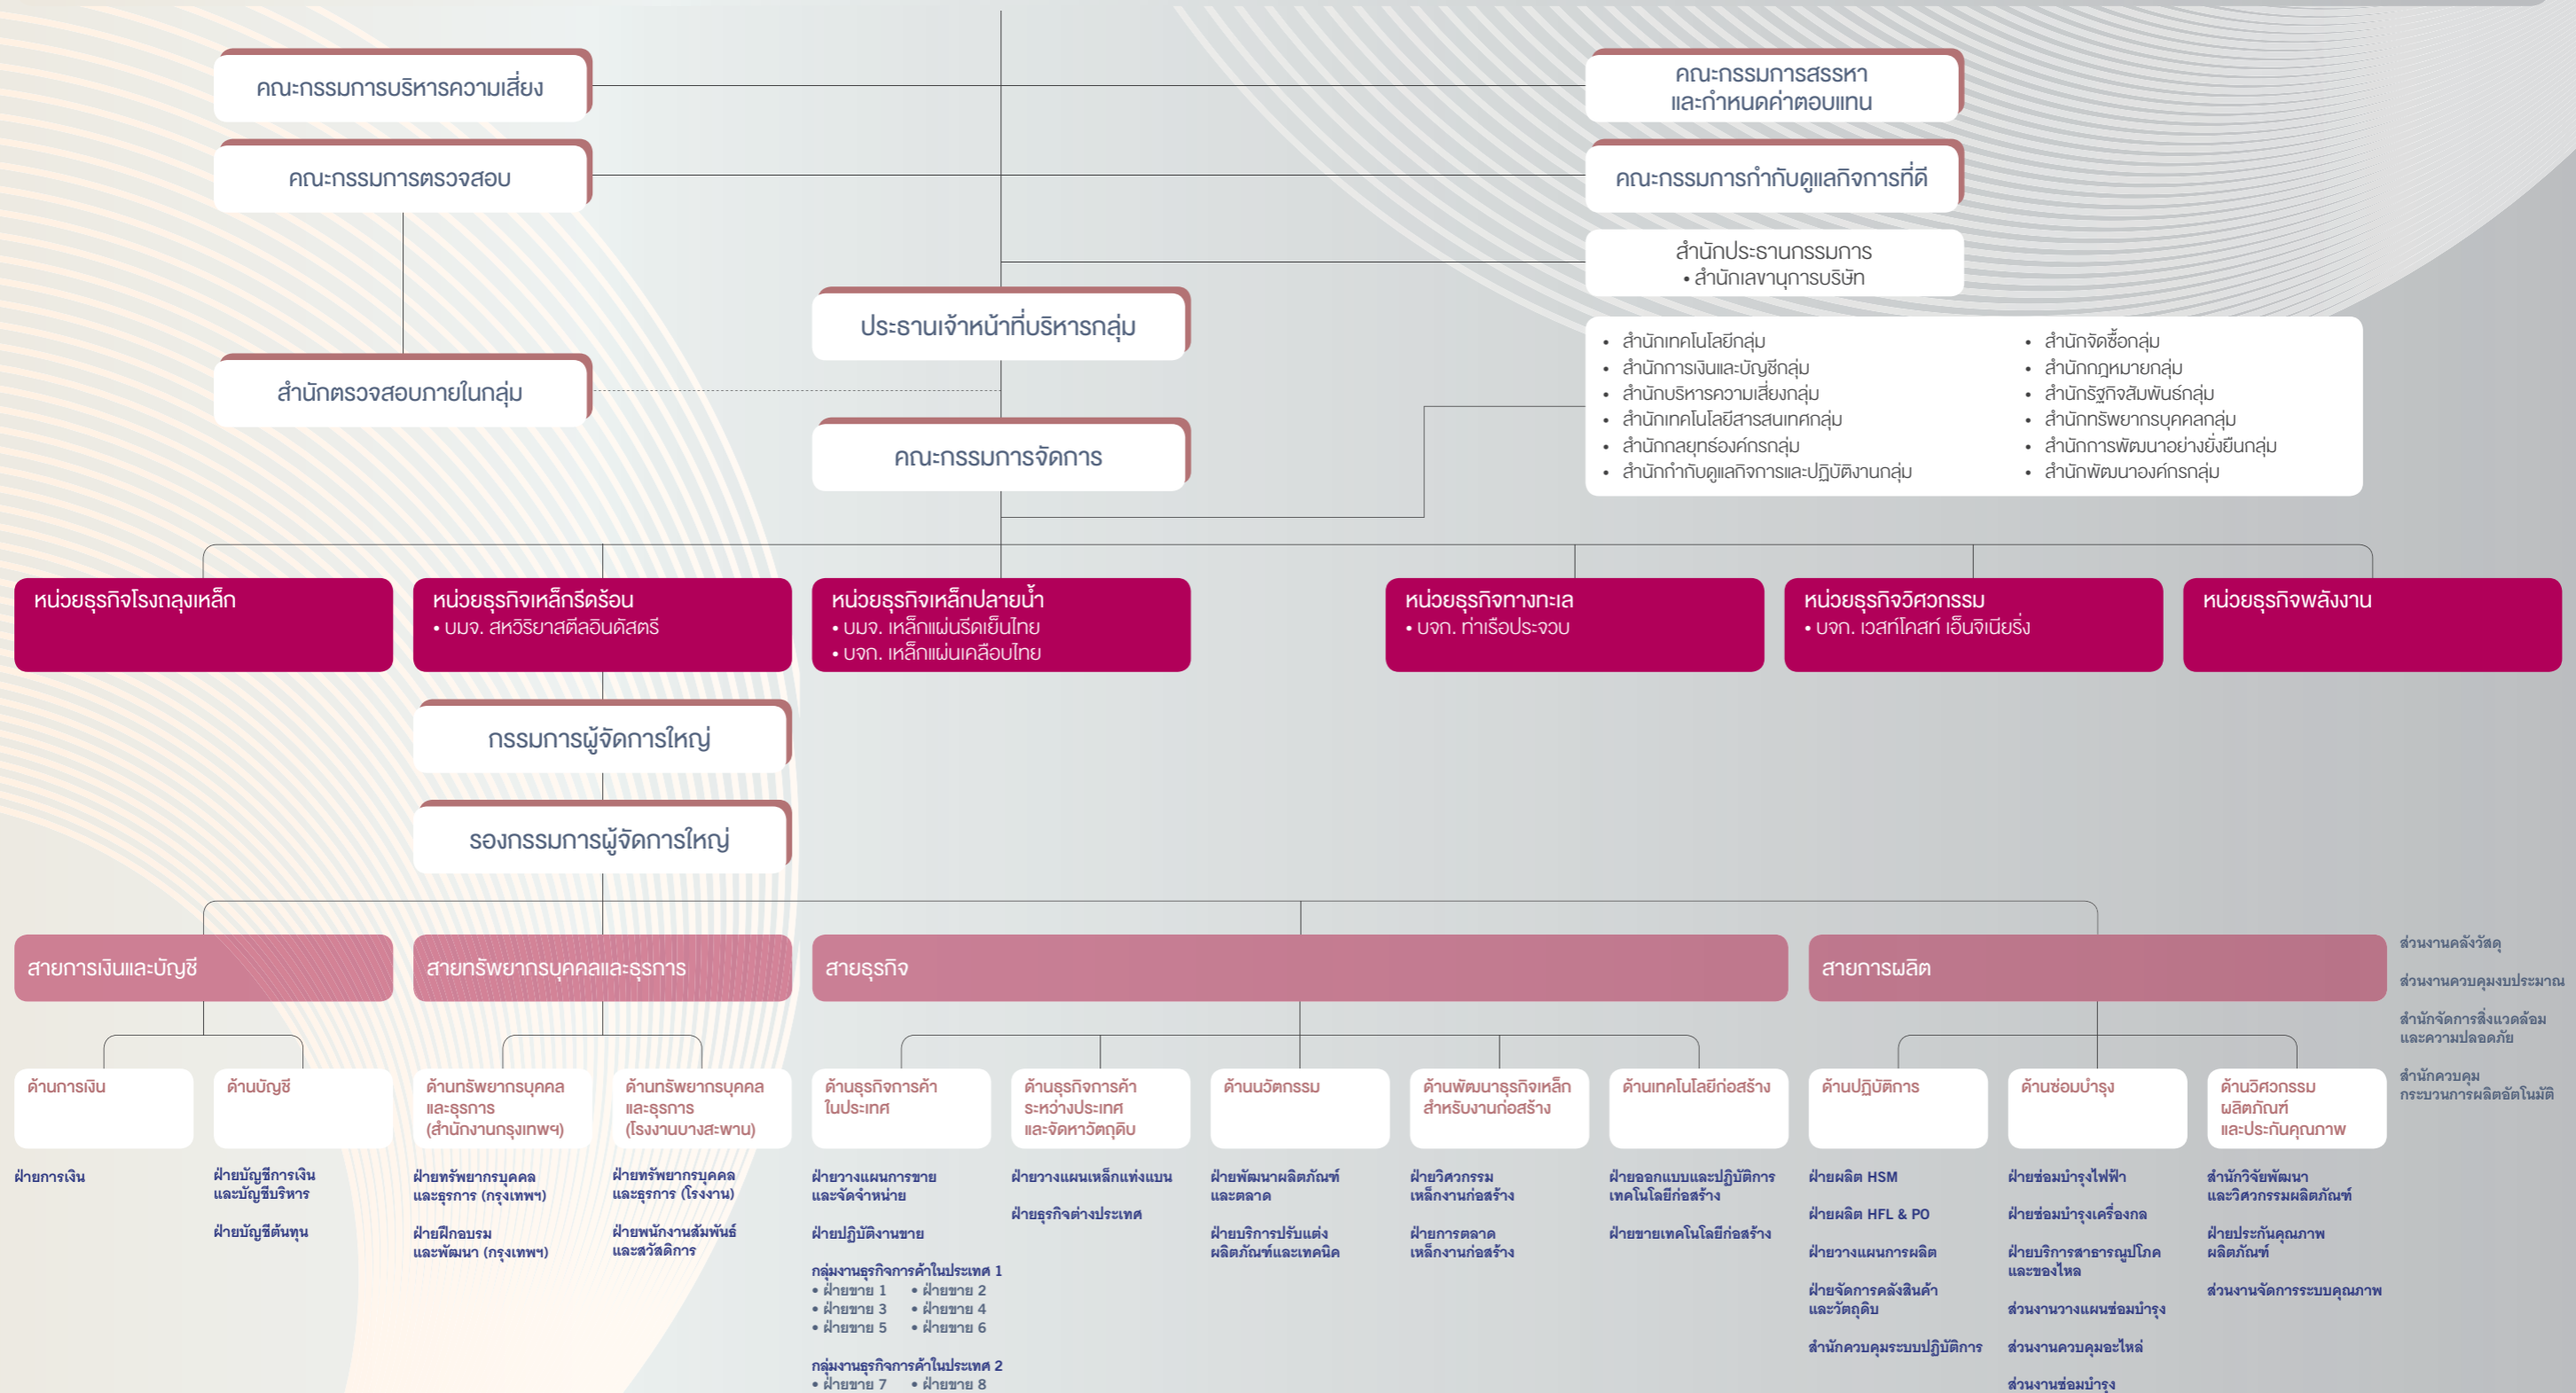 คณะกรรมการบริหารความเสี่ยง
คณะกรรมการสรรหา
และกำหนดค่าตอบแทน
คณะกรรมการตรวจสอบ
คณะกรรมการกำกับดูแลกิจการที่ดี
สำนักประธานกรรมการ
• สำนักเลขานุการบริษัท
ประธานเจ้าหน้าที่บริหารกลุ่ม
สำนักตรวจสอบภายในกลุ่ม
คณะกรรมการจัดการ
• สำนักเทคโนโลยีกลุ่ม
• สำนักการเงินและบัญชีกลุ่ม
• สำนักบริหารความเสี่ยงกลุ่ม
• สำนักเทคโนโลยีสารสนเทศกลุ่ม
• สำนักกลยุทธ์องค์กรกลุ่ม
• สำนักกำกับดูแลกิจการและปฏิบัติงานกลุ่ม
• สำนักจัดซื้อกลุ่ม
• สำนักกฎหมายกลุ่ม
• สำนักรัฐกิจสัมพันธ์กลุ่ม
• สำนักทรัพยากรบุคคลกลุ่ม
• สำนักการพัฒนาอย่างยั่งยืนกลุ่ม
• สำนักพัฒนาองค์กรกลุ่ม
หน่วยธุรกิจโรงถลุงเหล็ก
หน่วยธุรกิจเหล็กรีดร้อน
• บมจ. สหวิริยาสตีลอินดัสตรี
หน่วยธุรกิจเหล็กปลายน้ำ
• บมจ. เหล็กแผ่นรีดเย็นไทย
• บจก. เหล็กแผ่นเคลือบไทย
หน่วยธุรกิจทางทะเล
• บจก. ท่าเรือประจวบ
หน่วยธุรกิจวิศวกรรม
• บจก. เวสท์โคสท์ เอ็นจิเนียริ่ง
หน่วยธุรกิจพลังงาน
กรรมการผู้จัดการใหญ่
รองกรรมการผู้จัดการใหญ่
สายการเงินและบัญชี
สายทรัพยากรบุคคลและธุรการ
สายธุรกิจ
สายการผลิต
ส่วนงานคลังวัสดุ
ส่วนงานควบคุมงบประมาณ
สำนักจัดการสิ่งแวดล้อม
และความปลอดภัย
สำนักควบคุม
กระบวนการผลิตอัตโนมัติ
ด้านการเงิน
ฝ่ายการเงิน
ด้านบัญชี
ฝ่ายบัญชีการเงิน
และบัญชีบริหาร
ฝ่ายบัญชีต้นทุน
ด้านทรัพยากรบุคคล
และธุรการ
(สำนักงานกรุงเทพฯ)
ฝ่ายทรัพยากรบุคคล
และธุรการ (กรุงเทพฯ)
ฝ่ายฝึกอบรม
และพัฒนา (กรุงเทพฯ)
ด้านทรัพยากรบุคคล
และธุรการ
(โรงงานบางสะพาน)
ฝ่ายทรัพยากรบุคคล
และธุรการ (โรงงาน)
ฝ่ายพนักงานสัมพันธ์
และสวัสดิการ
ด้านธุรกิจการค้า
ในประเทศ
ฝ่ายวางแผนการขาย
และจัดจำหน่าย
ฝ่ายปฏิบัติงานขาย
กลุ่มงานธุรกิจการค้าในประเทศ 1
• ฝ่ายขาย 1 • ฝ่ายขาย 2
• ฝ่ายขาย 3 • ฝ่ายขาย 4
• ฝ่ายขาย 5 • ฝ่ายขาย 6
กลุ่มงานธุรกิจการค้าในประเทศ 2
• ฝ่ายขาย 7 • ฝ่ายขาย 8
ด้านธุรกิจการค้า
ระหว่างประเทศ
และจัดหาวัตถุดิบ
ฝ่ายวางแผนเหล็กแท่งแบน
ฝ่ายธุรกิจต่างประเทศ
ด้านนวัตกรรม
ฝ่ายพัฒนาผลิตภัณฑ์
และตลาด
ฝ่ายบริการปรับแต่ง
ผลิตภัณฑ์และเทคนิค
ด้านพัฒนาธุรกิจเหล็ก
สำหรับงานก่อสร้าง
ฝ่ายวิศวกรรม
เหล็กงานก่อสร้าง
ฝ่ายการตลาด
เหล็กงานก่อสร้าง
ด้านเทคโนโลยีก่อสร้าง
ฝ่ายออกแบบและปฏิบัติการ
เทคโนโลยีก่อสร้าง
ฝ่ายขายเทคโนโลยีก่อสร้าง
ด้านปฏิบัติการ
ฝ่ายผลิต HSM
ฝ่ายผลิต HFL & PO
ฝ่ายวางแผนการผลิต
ฝ่ายจัดการคลังสินค้า
และวัตถุดิบ
สำนักควบคุมระบบปฏิบัติการ
ด้านซ่อมบำรุง
ฝ่ายซ่อมบำรุงไฟฟ้า
ฝ่ายซ่อมบำรุงเครื่องกล
ฝ่ายบริการสาธารณูปโภค
และของไหล
ส่วนงานวางแผนซ่อมบำรุง
ส่วนงานควบคุมอะไหล่
ส่วนงานซ่อมบำรุง
ด้านวิศวกรรม
ผลิตภัณฑ์
และประกันคุณภาพ
สำนักวิจัยพัฒนา
และวิศวกรรมผลิตภัณฑ์
ฝ่ายประกันคุณภาพ
ผลิตภัณฑ์
ส่วนงานจัดการระบบคุณภาพ